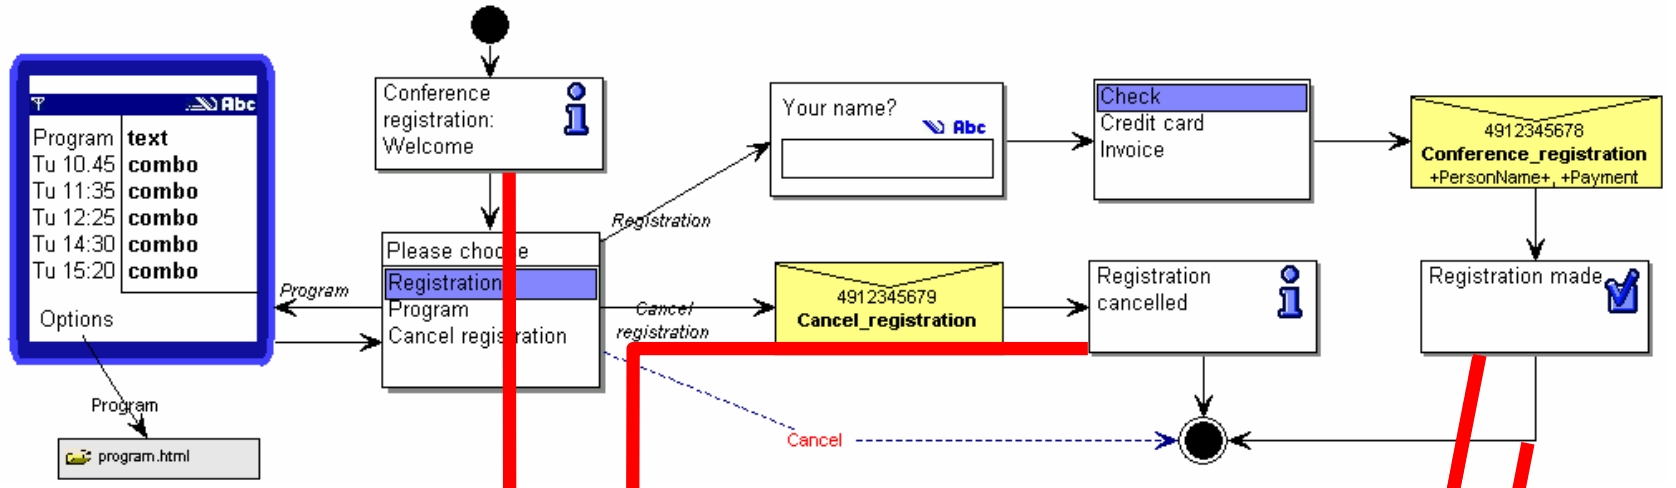 Abc
Program text
Tu 10.45 combo
Tu 11:35 combo
Tu 12:25 combo
Tu 14:30 combo
Tu 15:20 combo
Options
Program
program.html
Conference
registration:
Welcome
Program
Please choose
Registration
Program
Cancel registration
Registration
Cancel
registration
Cancel
Your name?
Abc
4912345679
Cancel_registration
Check
Credit card
Invoice
Registration
cancelled
4912345678
Conference_registration
+PersonName+, +Payment
Registration made